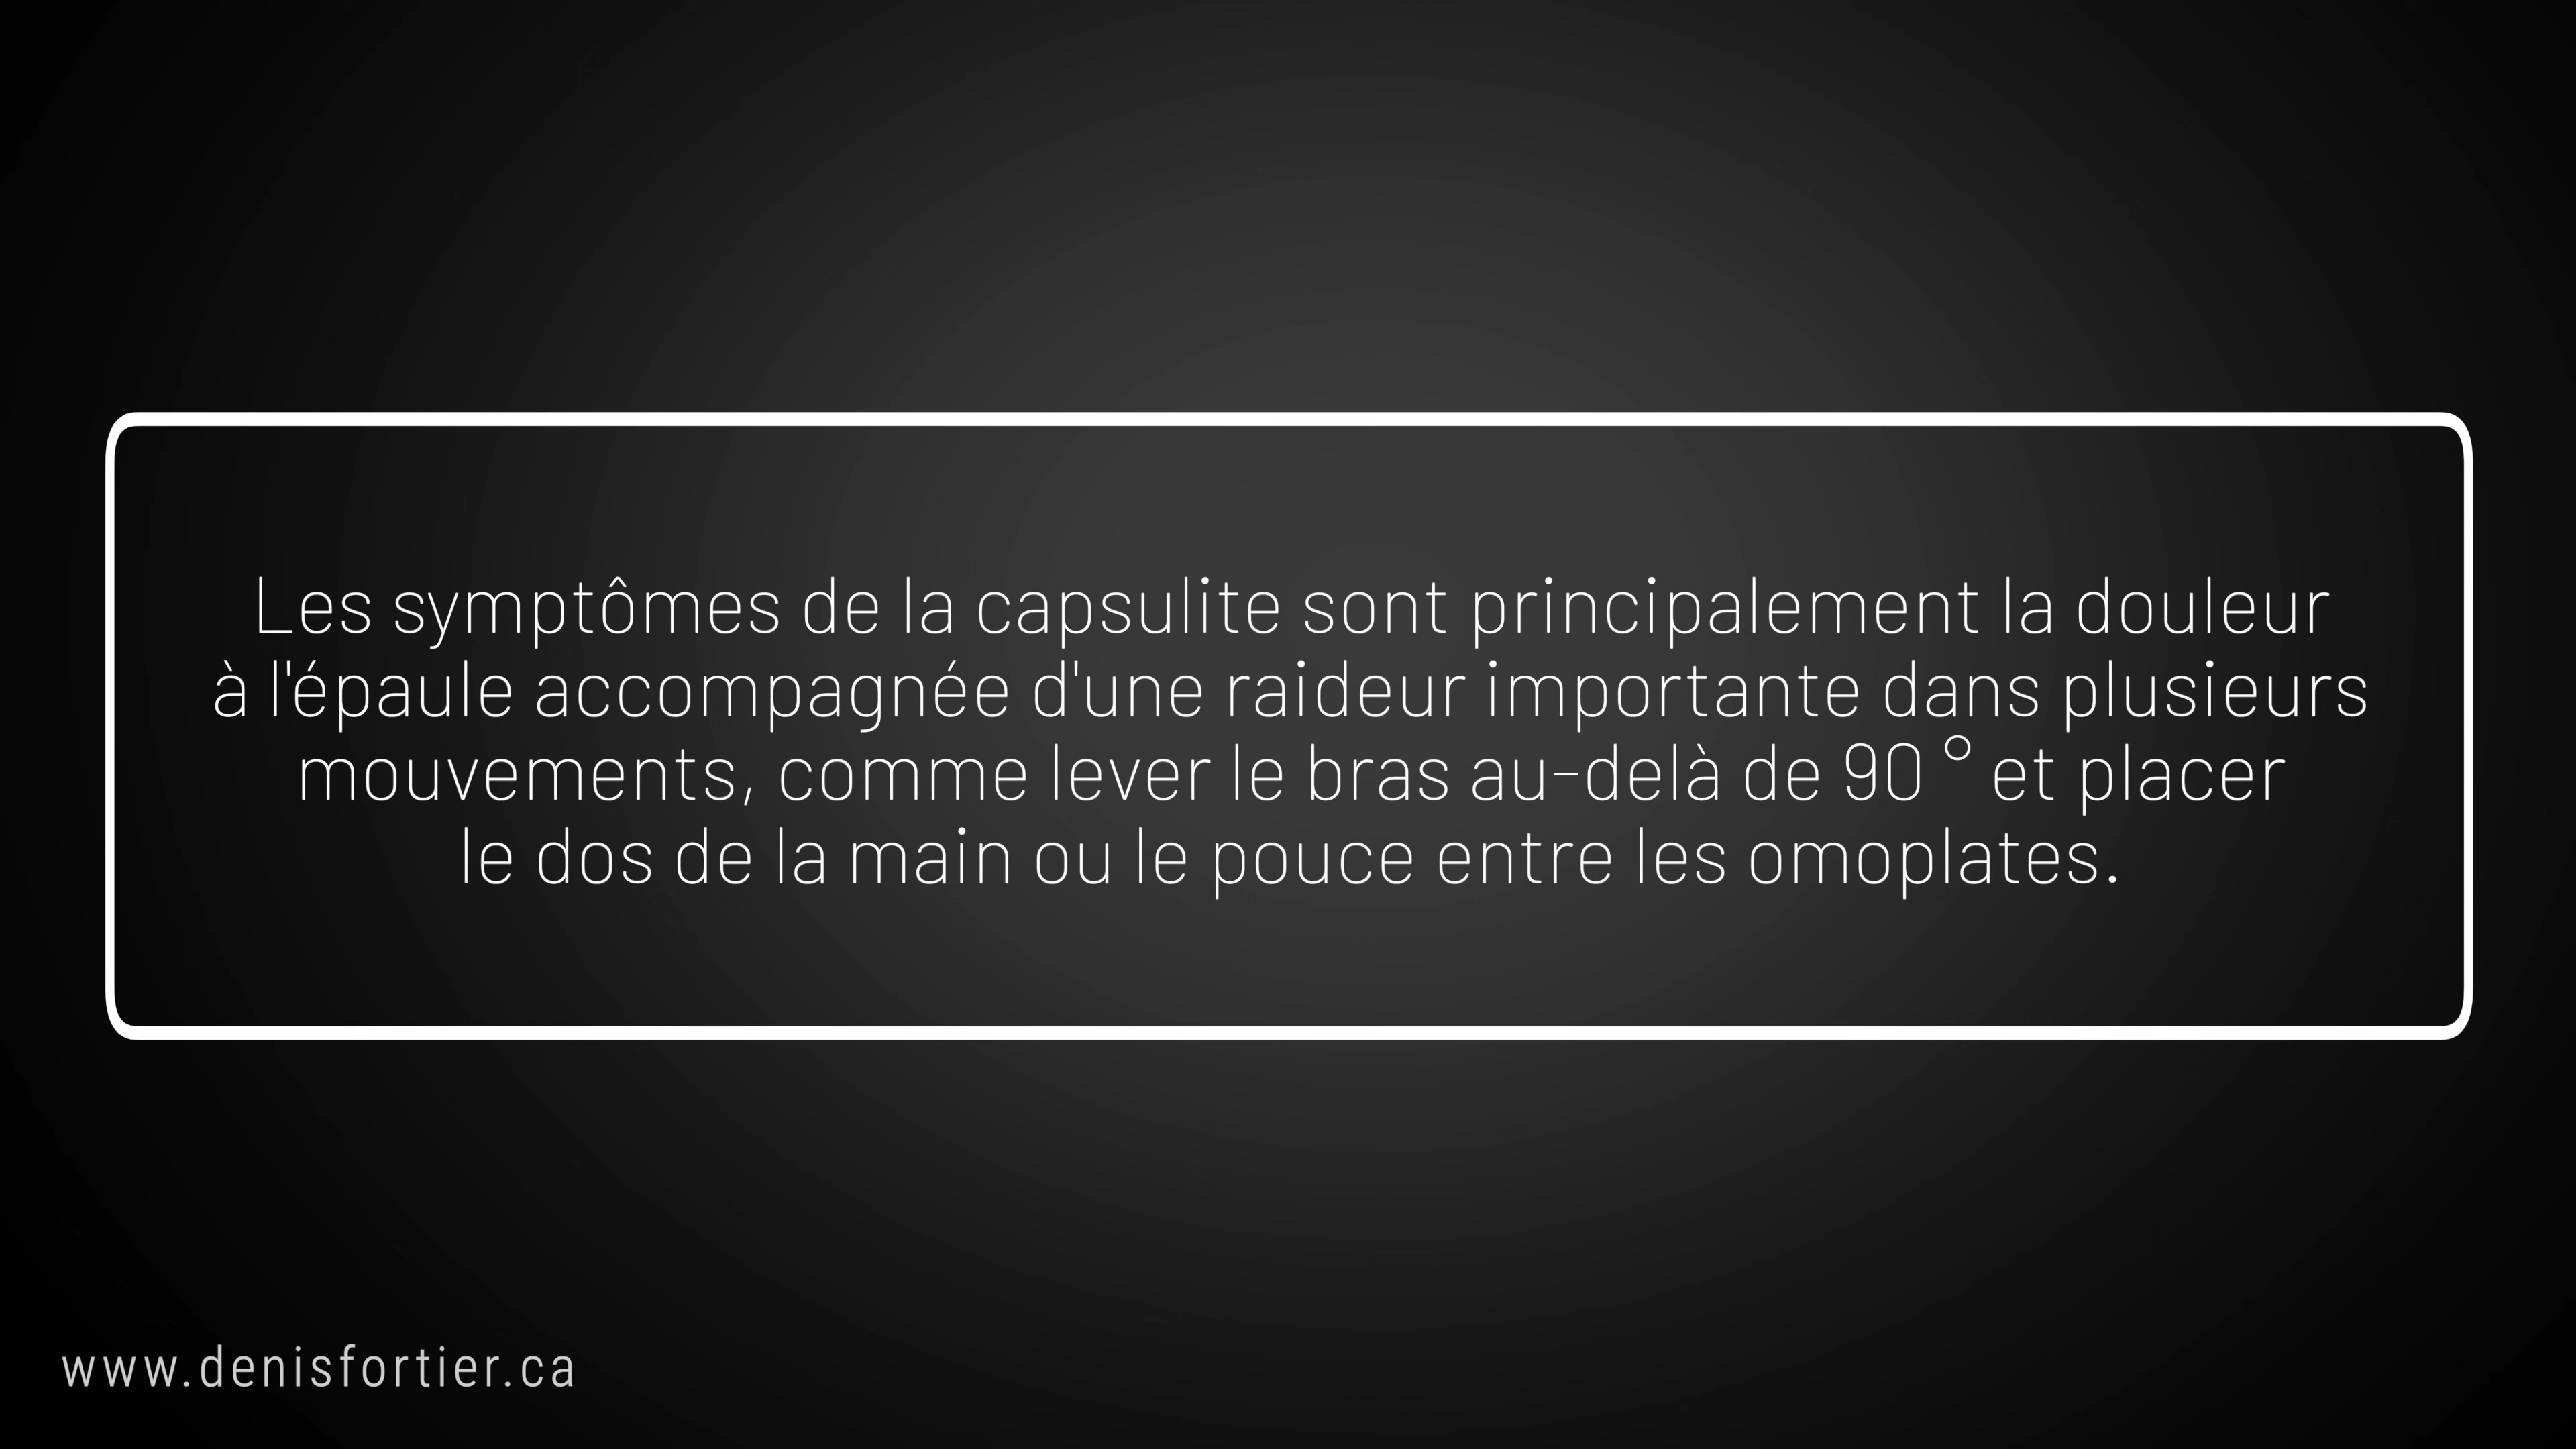 Les symptômes de la capsulite sont principalement la douleur
à l'épaule accompagnée d'une raideur importante dans plusieurs
mouvements, comme lever le bras au-delà de 90 ° et placer
le dos de la main ou le pouce entre les omoplates.
www.denisfortier.ca